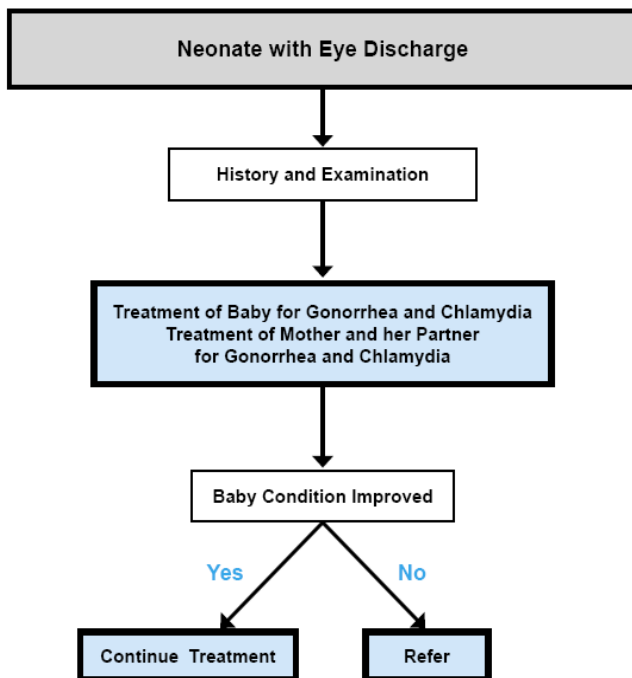 Neonate with Eye Discharge
History and Examination
Treatment of Baby for Gonorrhea and Chlamydia
Treatment of Mother and her Partner
for Gonorrhea and Chlamydia
Baby Condition Improved
Yes
No
Continue Treatment
Refer